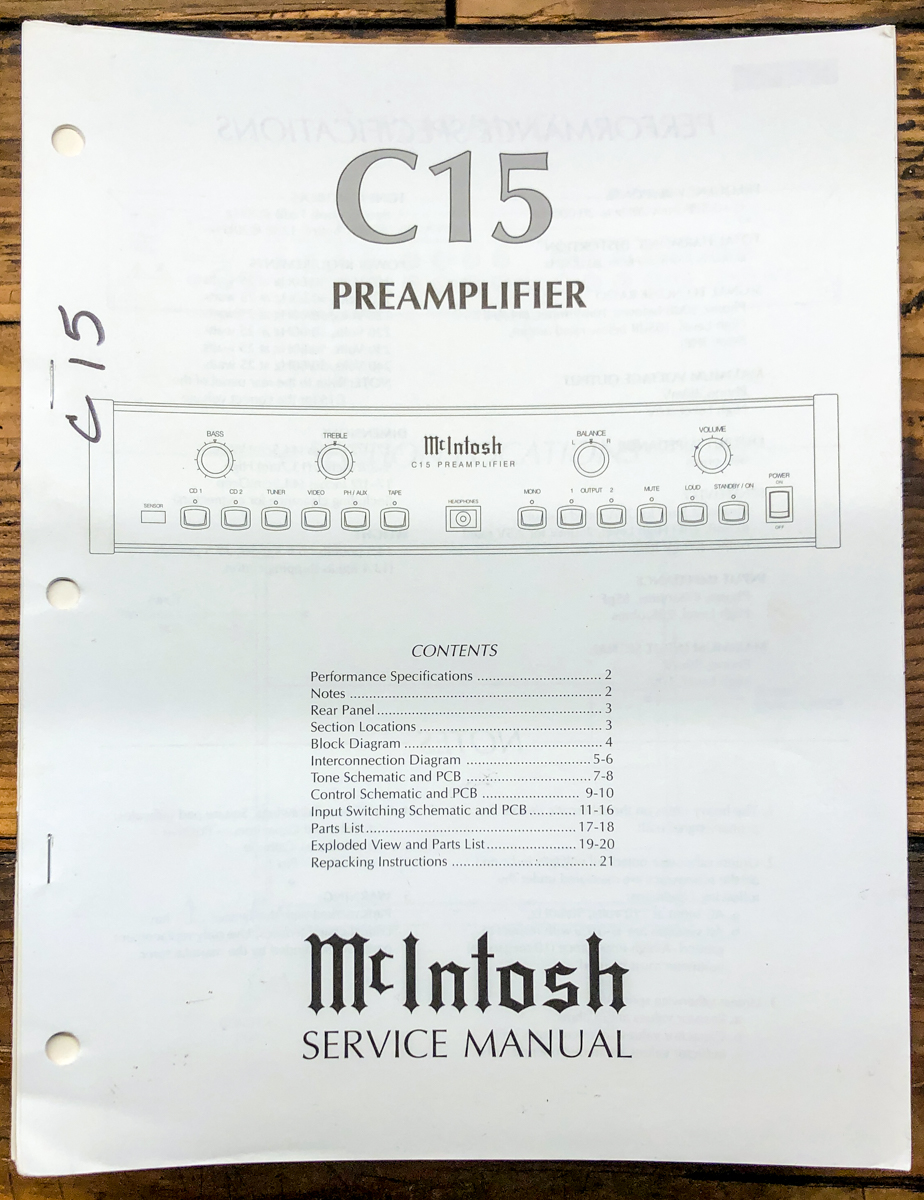 C15
PREAMPLIFIER
C 15
BASS
TREBLE
McIntosh
C15 PREAMPLIFIER
BALANCE
L R
VOLUME
SENSOR
CD 1
CD 2
TUNER
VIDEO
PH / AUX
TAPE
HEADPHONES
MONO
1 OUTPUT 2
MUTE
LOUD
STANDBY / ON
POWER
ON
OFF
CONTENTS
Performance Specifications .............................. 2
Notes ............................................................. 2
Rear Panel ....................................................... 3
Section Locations ............................................. 3
Block Diagram ................................................. 4
Interconnection Diagram ............................... 5-6
Tone Schematic and PCB ............................... 7-8
Control Schematic and PCB ........................ 9-10
Input Switching Schematic and PCB ............ 11-16
Parts List .................................................... 17-18
Exploded View and Parts List ...................... 19-20
Repacking Instructions .................................... 21
McIntosh
SERVICE MANUAL